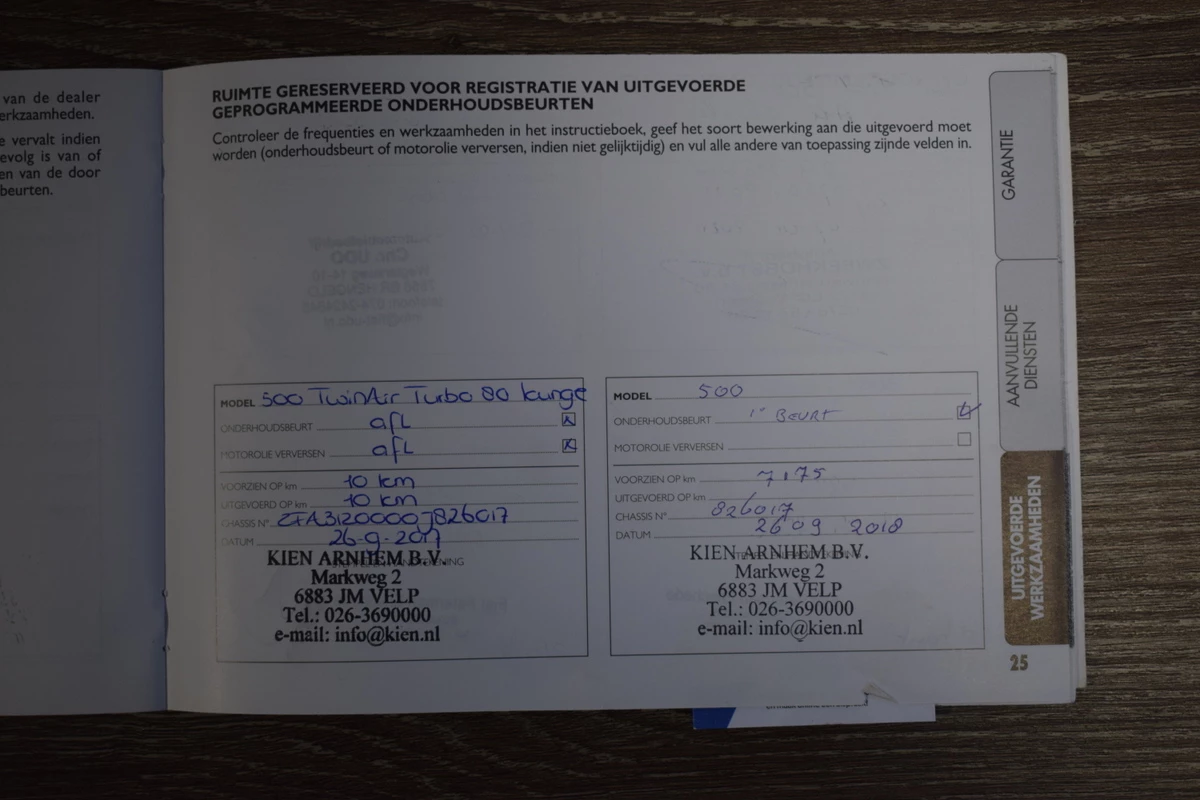 van de dealer
erkzaamheden.
e vervalt indien
evolg is van of
en van de door
beurten.
RUIMTE GERESERVEERD VOOR REGISTRATIE VAN UITGEVOERDE
GEPROGRAMMEERDE ONDERHOUDSBEURTEN
Controleer de frequenties en werkzaamheden in het instructieboek, geef het soort bewerking aan die uitgevoerd moet
worden (onderhoudsbeurt of motorolie verversen, indien niet gelijktijdig) en vul alle andere van toepassing zijnde velden in.
MODEL 500 TwinAir Turbo 80 lounge
ONDERHOUDSBEURT afL
MOTOROLIE VERVERSEN afL
VOORZIEN OP km 10 km
UITGEVOERD OP km 10 km
CHASSIS N° ZFA3120000J826017
DATUM 26-9-2017
KIEN ARNHEM B.V.
Markweg 2
6883 JM VELP
Tel.: 026-3690000
e-mail: info@kien.nl
MODEL 500
ONDERHOUDSBEURT 1e BEURT
MOTOROLIE VERVERSEN
VOORZIEN OP km 7175
UITGEVOERD OP km
CHASSIS N° 826017
DATUM 26 09 2018
KIEN ARNHEM B.V.
Markweg 2
6883 JM VELP
Tel.: 026-3690000
e-mail: info@kien.nl
GARANTIE
AANVULLENDE
DIENSTEN
UITGEVOERDE
WERKZAAMHEDEN
25